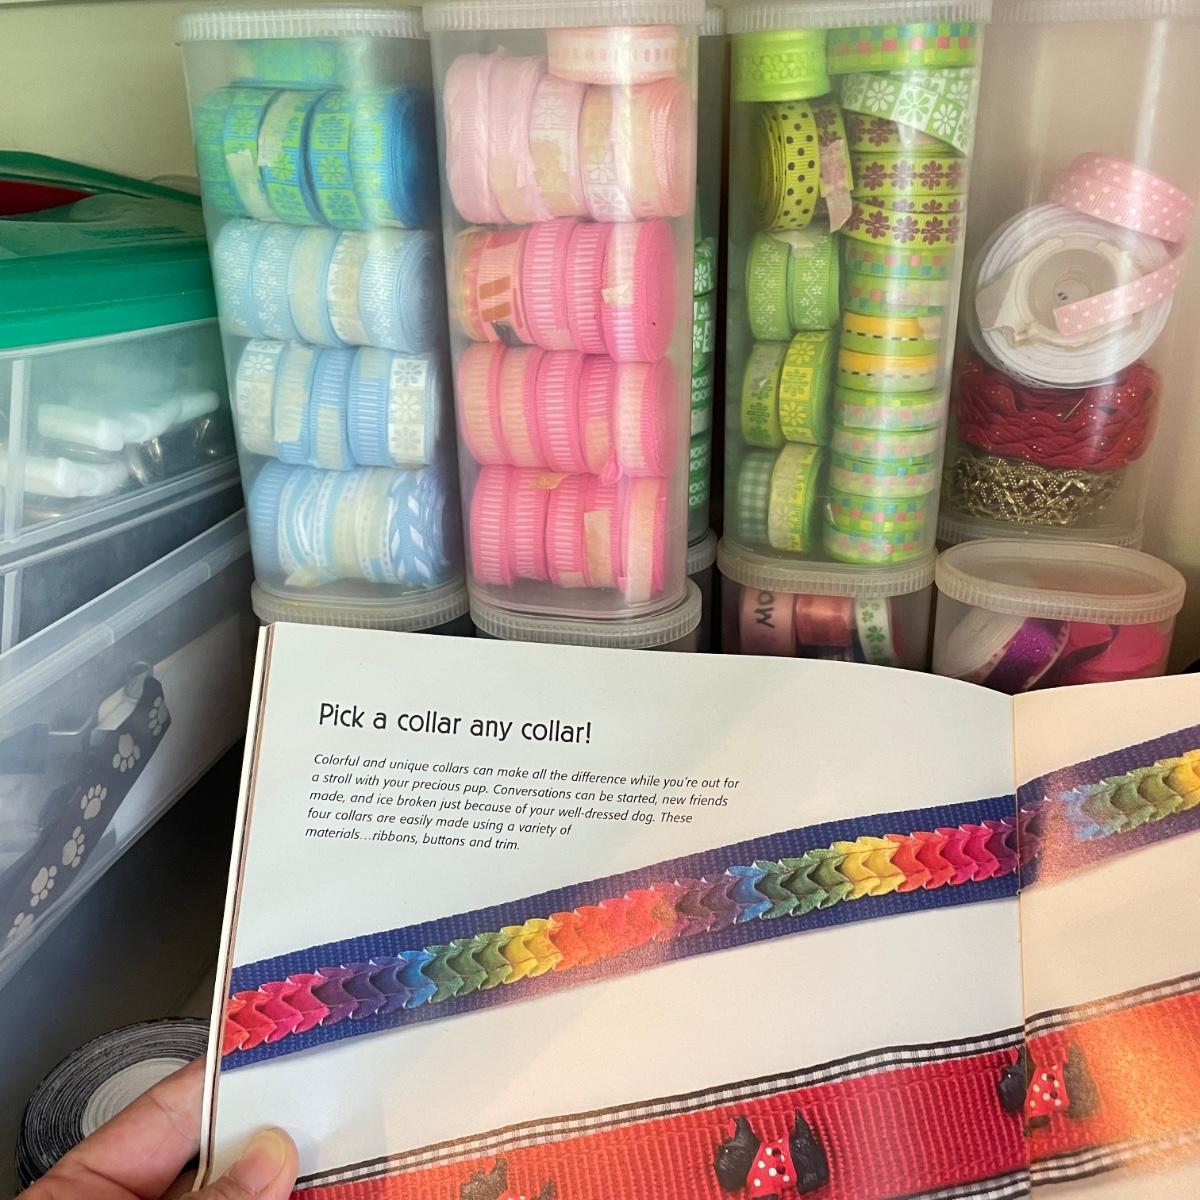 WOM
Pick a collar any collar!
Colorful and unique collars can make all the difference while you're out for
a stroll with your precious pup. Conversations can be started, new friends
made, and ice broken just because of your well-dressed dog. These
four collars are easily made using a variety of
materials...ribbons, buttons and trim.